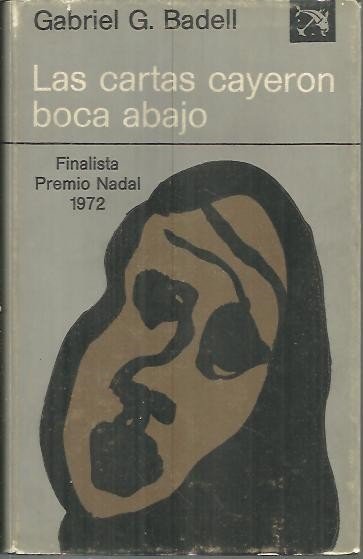 Gabriel G. Badell
Las cartas cayeron
boca abajo
Finalista
Premio Nadal
1972